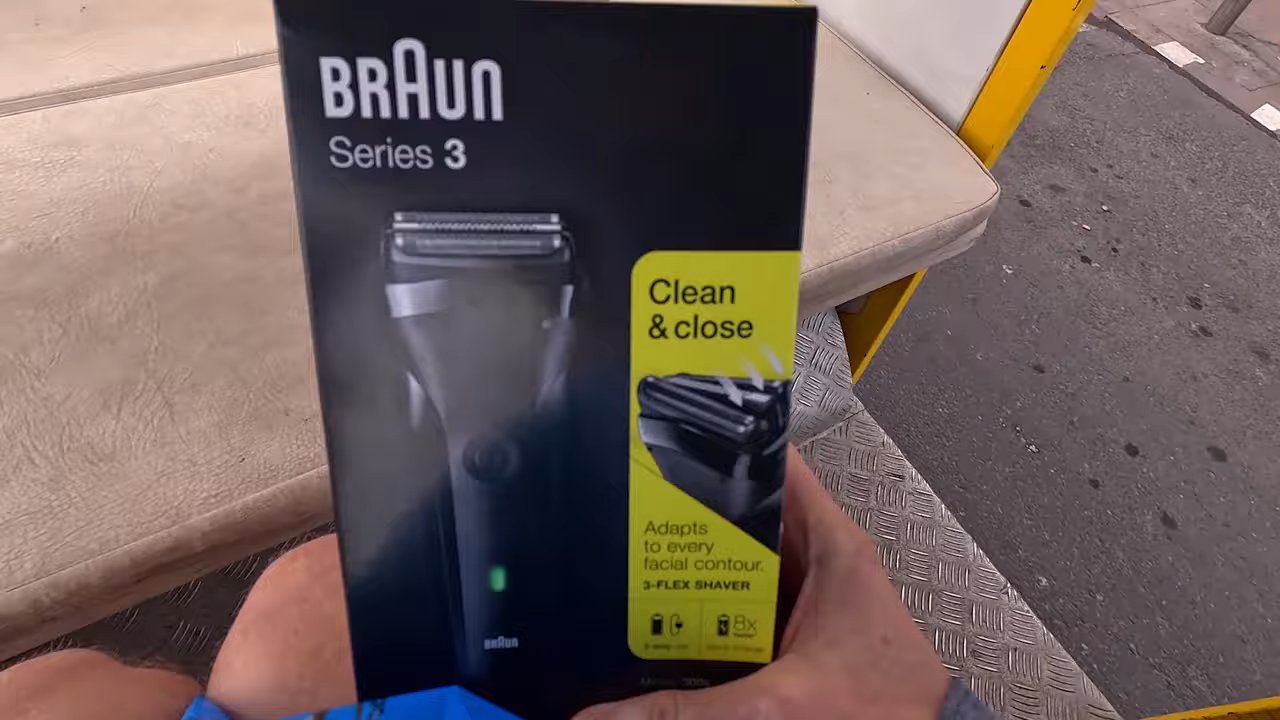 BRAUN
Series 3
Clean
& close
Adapts
to every
facial contour.
3-FLEX SHAVER
8x
BRAUN